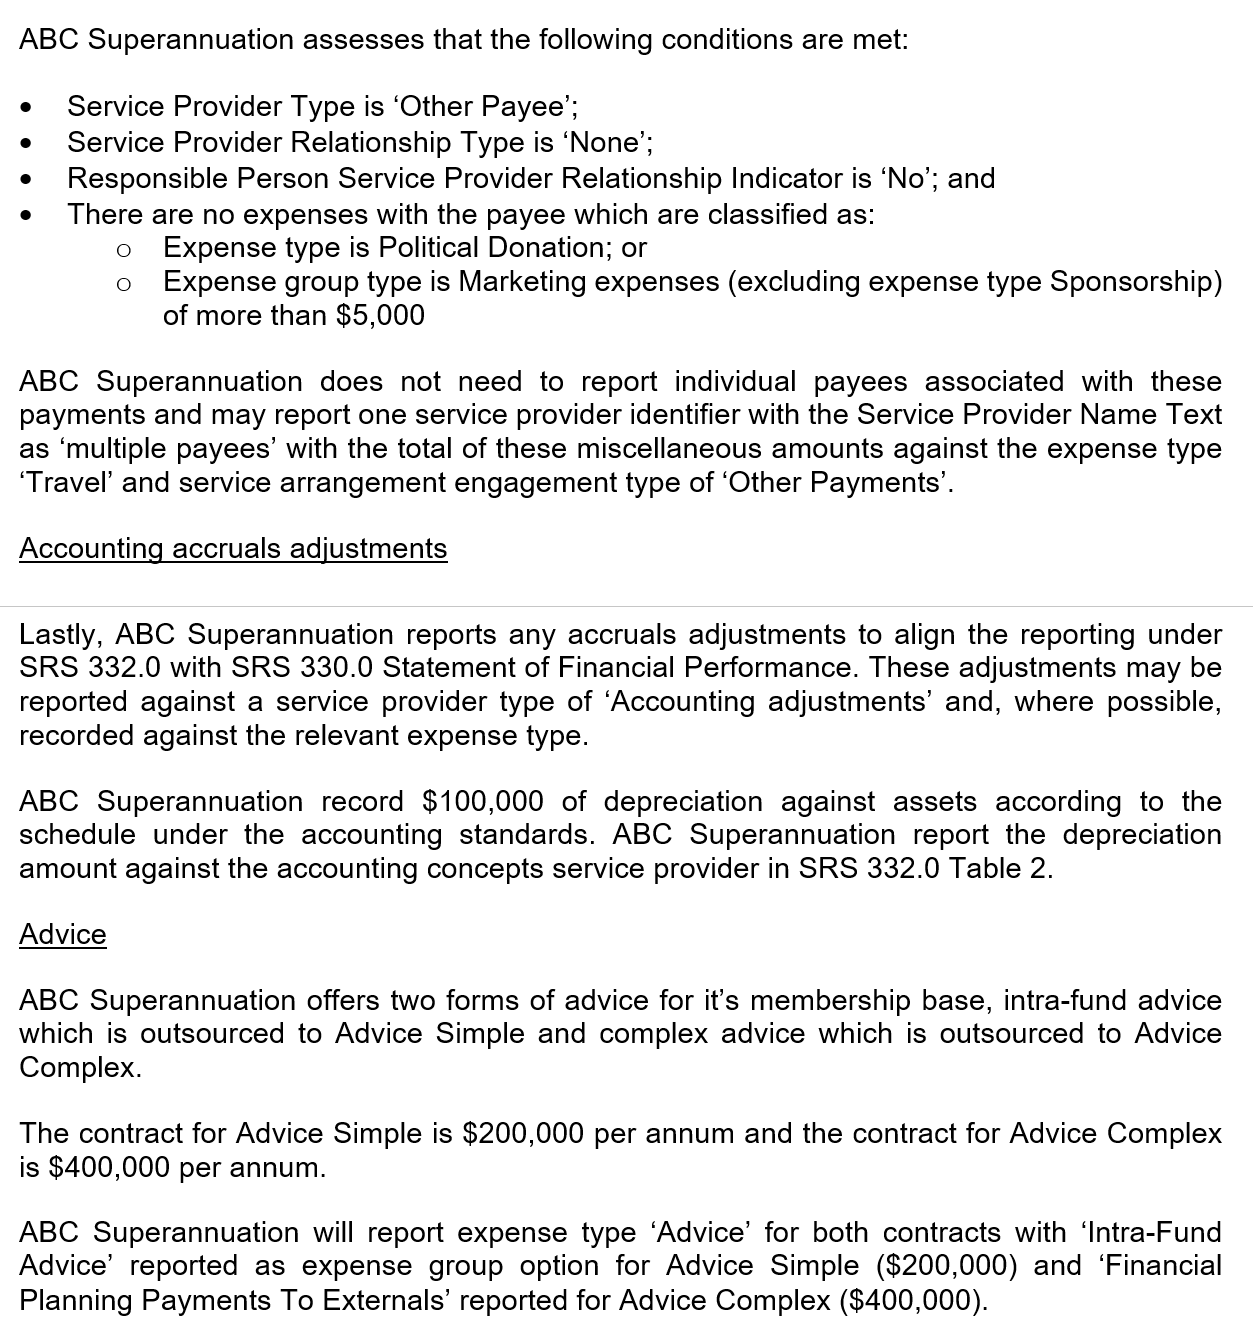 ABC Superannuation assesses that the following conditions are met:
• Service Provider Type is ‘Other Payee’;
• Service Provider Relationship Type is ‘None’;
• Responsible Person Service Provider Relationship Indicator is ‘No’; and
• There are no expenses with the payee which are classified as:
o Expense type is Political Donation; or
o Expense group type is Marketing expenses (excluding expense type Sponsorship)
of more than $5,000
ABC Superannuation does not need to report individual payees associated with these
payments and may report one service provider identifier with the Service Provider Name Text
as ‘multiple payees’ with the total of these miscellaneous amounts against the expense type
‘Travel’ and service arrangement engagement type of ‘Other Payments’.
Accounting accruals adjustments
Lastly, ABC Superannuation reports any accruals adjustments to align the reporting under
SRS 332.0 with SRS 330.0 Statement of Financial Performance. These adjustments may be
reported against a service provider type of ‘Accounting adjustments’ and, where possible,
recorded against the relevant expense type.
ABC Superannuation record $100,000 of depreciation against assets according to the
schedule under the accounting standards. ABC Superannuation report the depreciation
amount against the accounting concepts service provider in SRS 332.0 Table 2.
Advice
ABC Superannuation offers two forms of advice for it’s membership base, intra-fund advice
which is outsourced to Advice Simple and complex advice which is outsourced to Advice
Complex.
The contract for Advice Simple is $200,000 per annum and the contract for Advice Complex
is $400,000 per annum.
ABC Superannuation will report expense type ‘Advice’ for both contracts with ‘Intra-Fund
Advice’ reported as expense group option for Advice Simple ($200,000) and ‘Financial
Planning Payments To Externals’ reported for Advice Complex ($400,000).